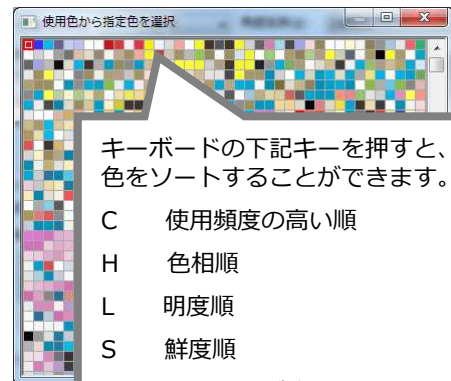 使用色から指定色を選択
キーボードの下記キーを押すと、
色をソートすることができます。
C 使用頻度の高い順
H 色相順
L 明度順
S 鮮度順